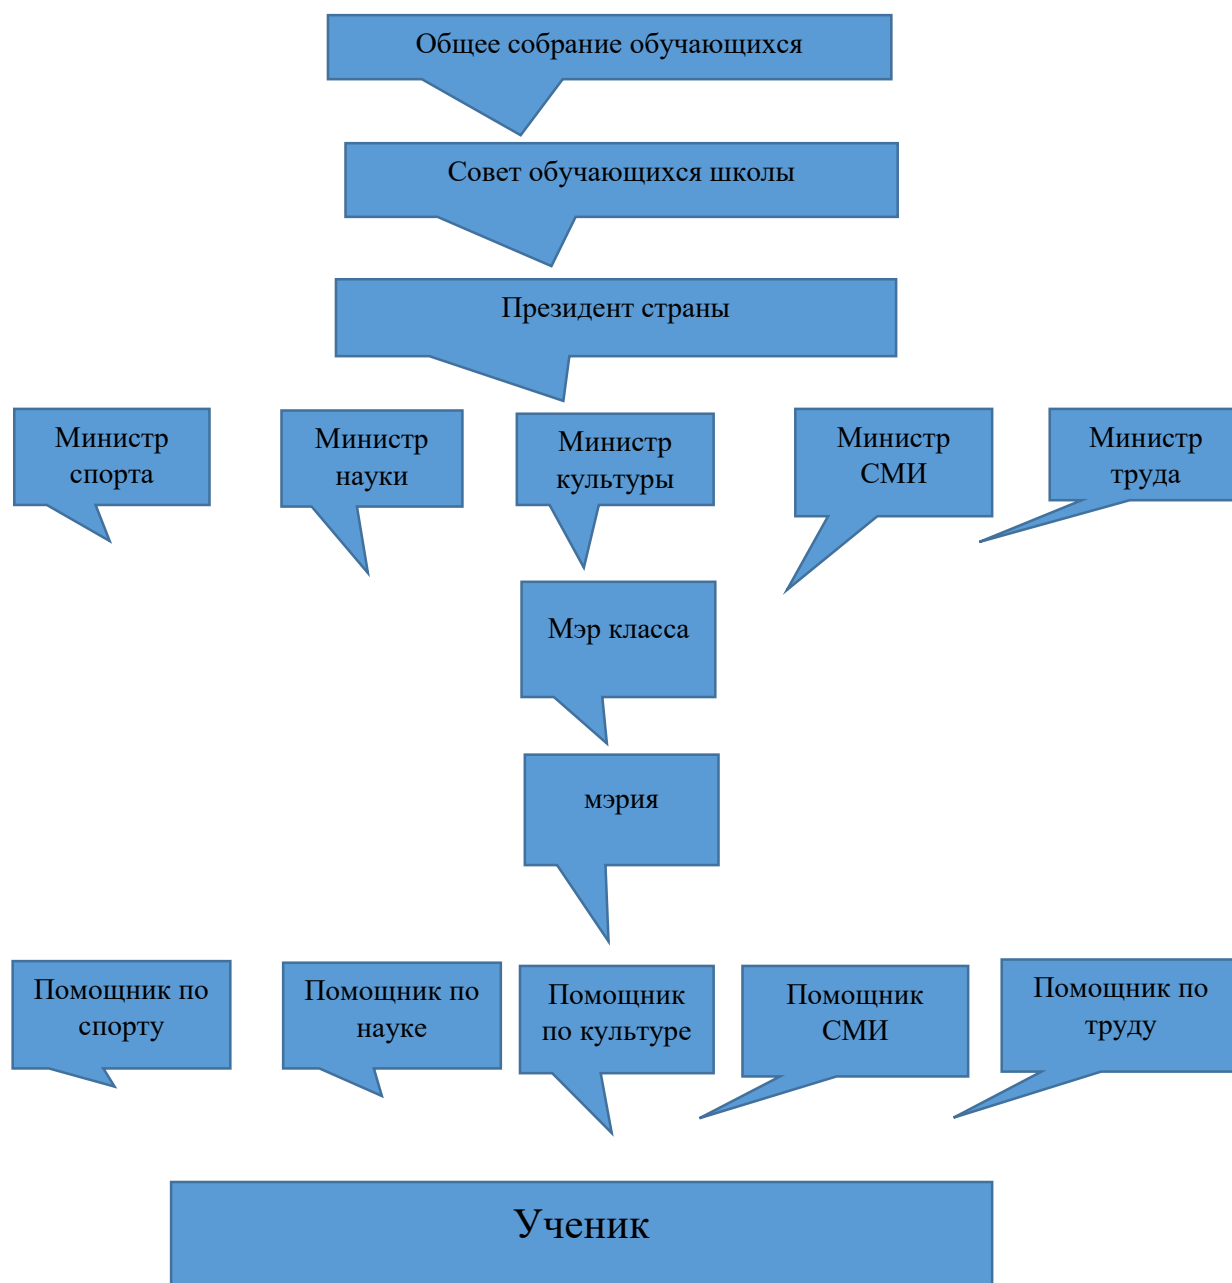 Общее собрание обучающихся
Совет обучающихся школы
Президент страны
Министр
спорта
Министр
науки
Министр
культуры
Министр
СМИ
Министр
труда
Мэр класса
мэрия
Помощник по
спорту
Помощник по
науке
Помощник
по культуре
Помощник
СМИ
Помощник по
труду
Ученик